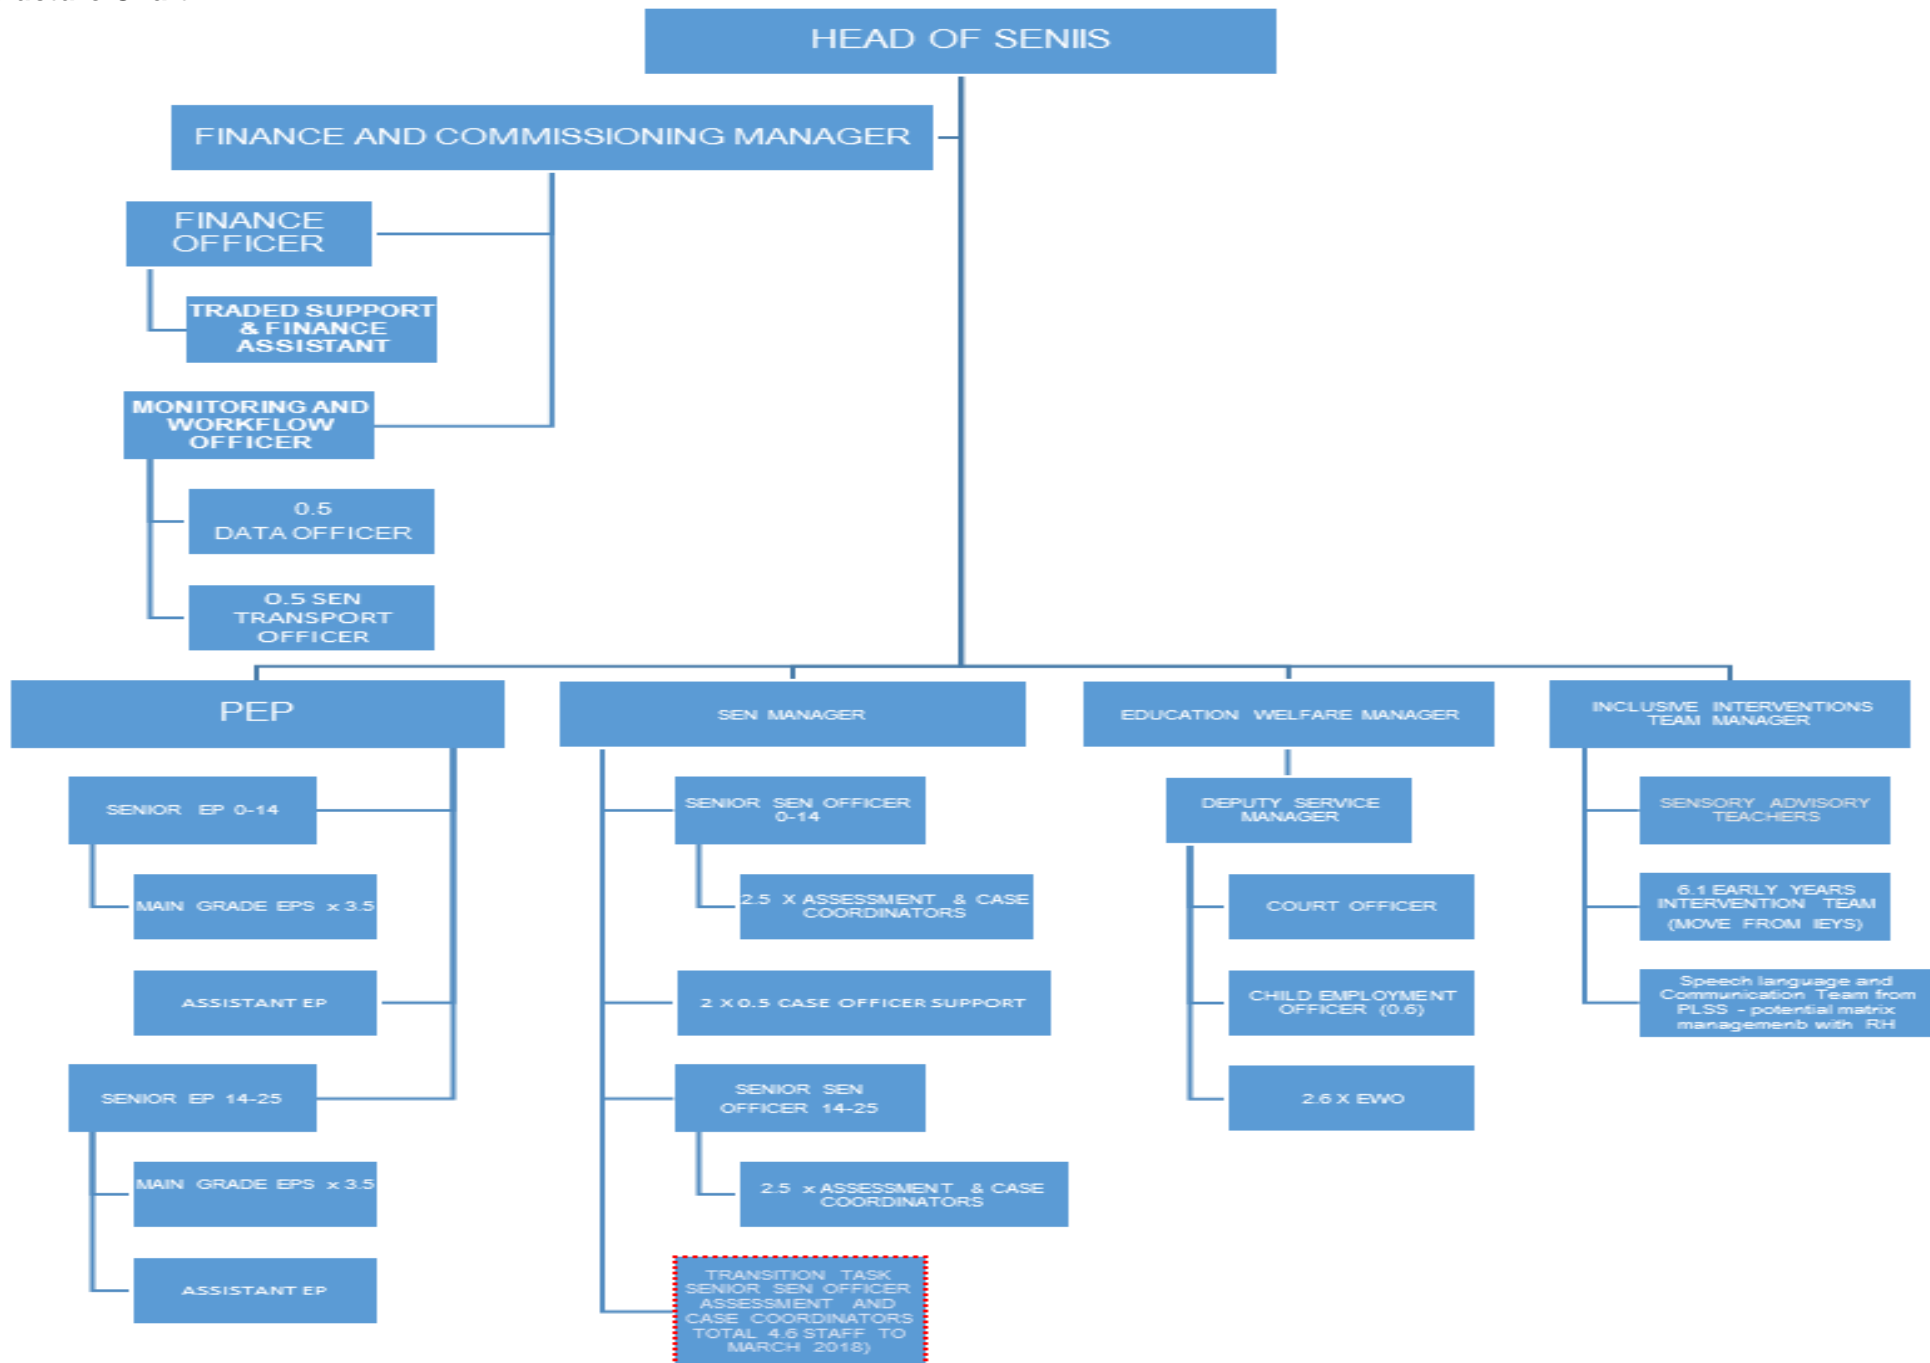 HEAD OF SENIIS
FINANCE AND COMMISSIONING MANAGER
FINANCE
OFFICER
TRADED SUPPORT
& FINANCE
ASSISTANT
MONITORING AND
WORKFLOW
OFFICER
0.5
DATA OFFICER
0.5 SEN
TRANSPORT
OFFICER
PEP
SENIOR EP 0-14
MAIN GRADE EPS x 3.5
ASSISTANT EP
SENIOR EP 14-25
MAIN GRADE EPS x 3.5
ASSISTANT EP
SEN MANAGER
SENIOR SEN OFFICER
0-14
2.5 X ASSESSMENT & CASE
COORDINATORS
2 X 0.5 CASE OFFICER SUPPORT
SENIOR SEN
OFFICER 14-25
2.5 x ASSESSMENT & CASE
COORDINATORS
TRANSITION TASK
SENIOR SEN OFFICER
ASSESSMENT AND
CASE COORDINATORS
TOTAL 4.6 STAFF TO
MARCH 2018)
EDUCATION WELFARE MANAGER
DEPUTY SERVICE
MANAGER
COURT OFFICER
CHILD EMPLOYMENT
OFFICER (0.6)
2.6 X EWO
INCLUSIVE INTERVENTIONS
TEAM MANAGER
SENSORY ADVISORY
TEACHERS
6.1 EARLY YEARS
INTERVENTION TEAM
(MOVE FROM IEYS)
Speech language and
Communication Team from
PLSS - potential matrix
managemenb with RH